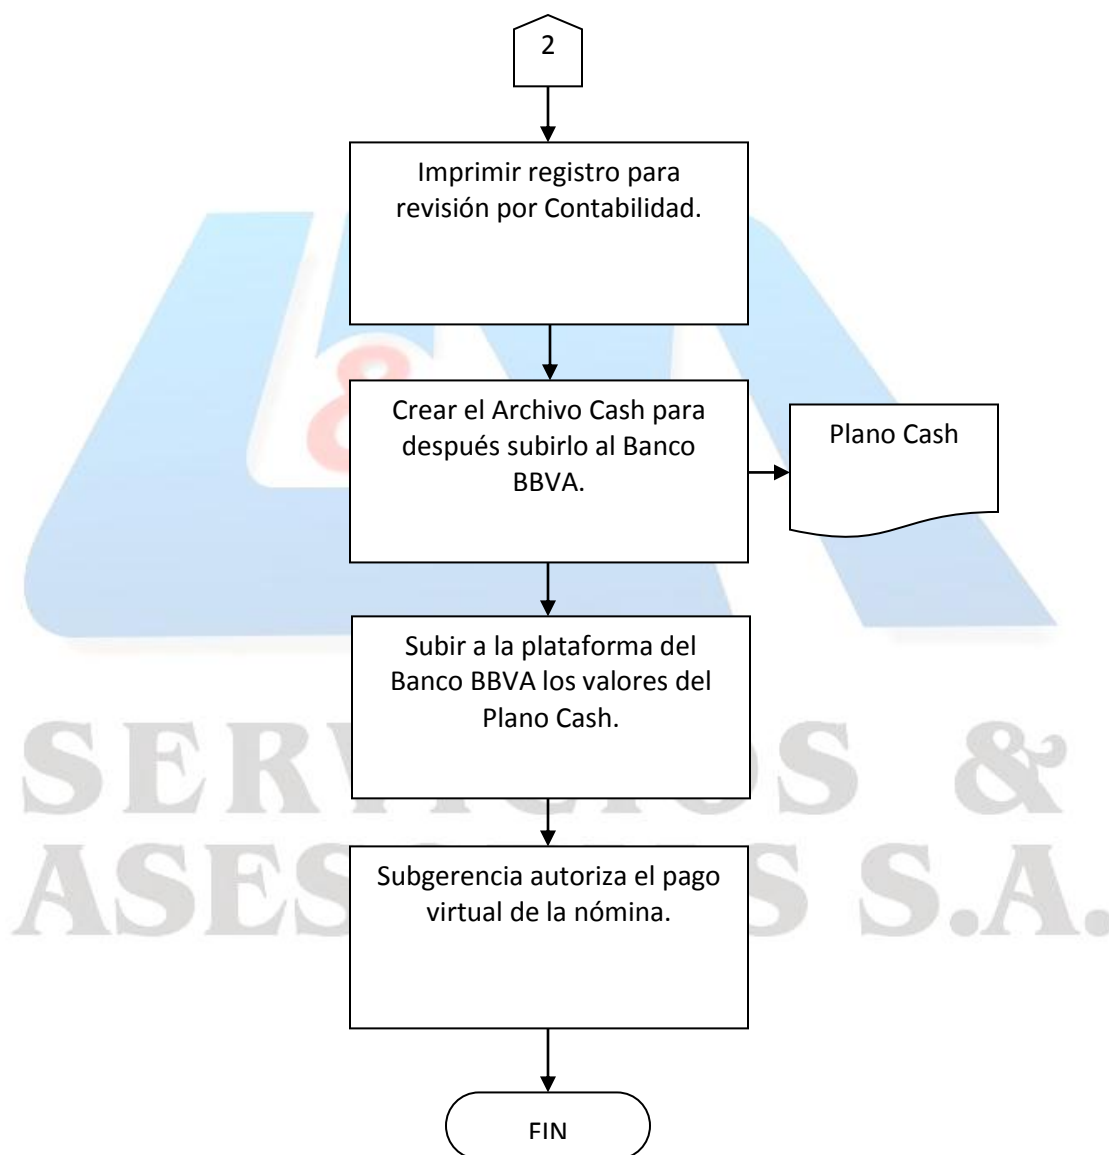 2
Imprimir registro para
revisión por Contabilidad.
Crear el Archivo Cash para
después subirlo al Banco
BBVA.
Plano Cash
Subir a la plataforma del
Banco BBVA los valores del
Plano Cash.
Subgerencia autoriza el pago
virtual de la nómina.
FIN
&
S.A.